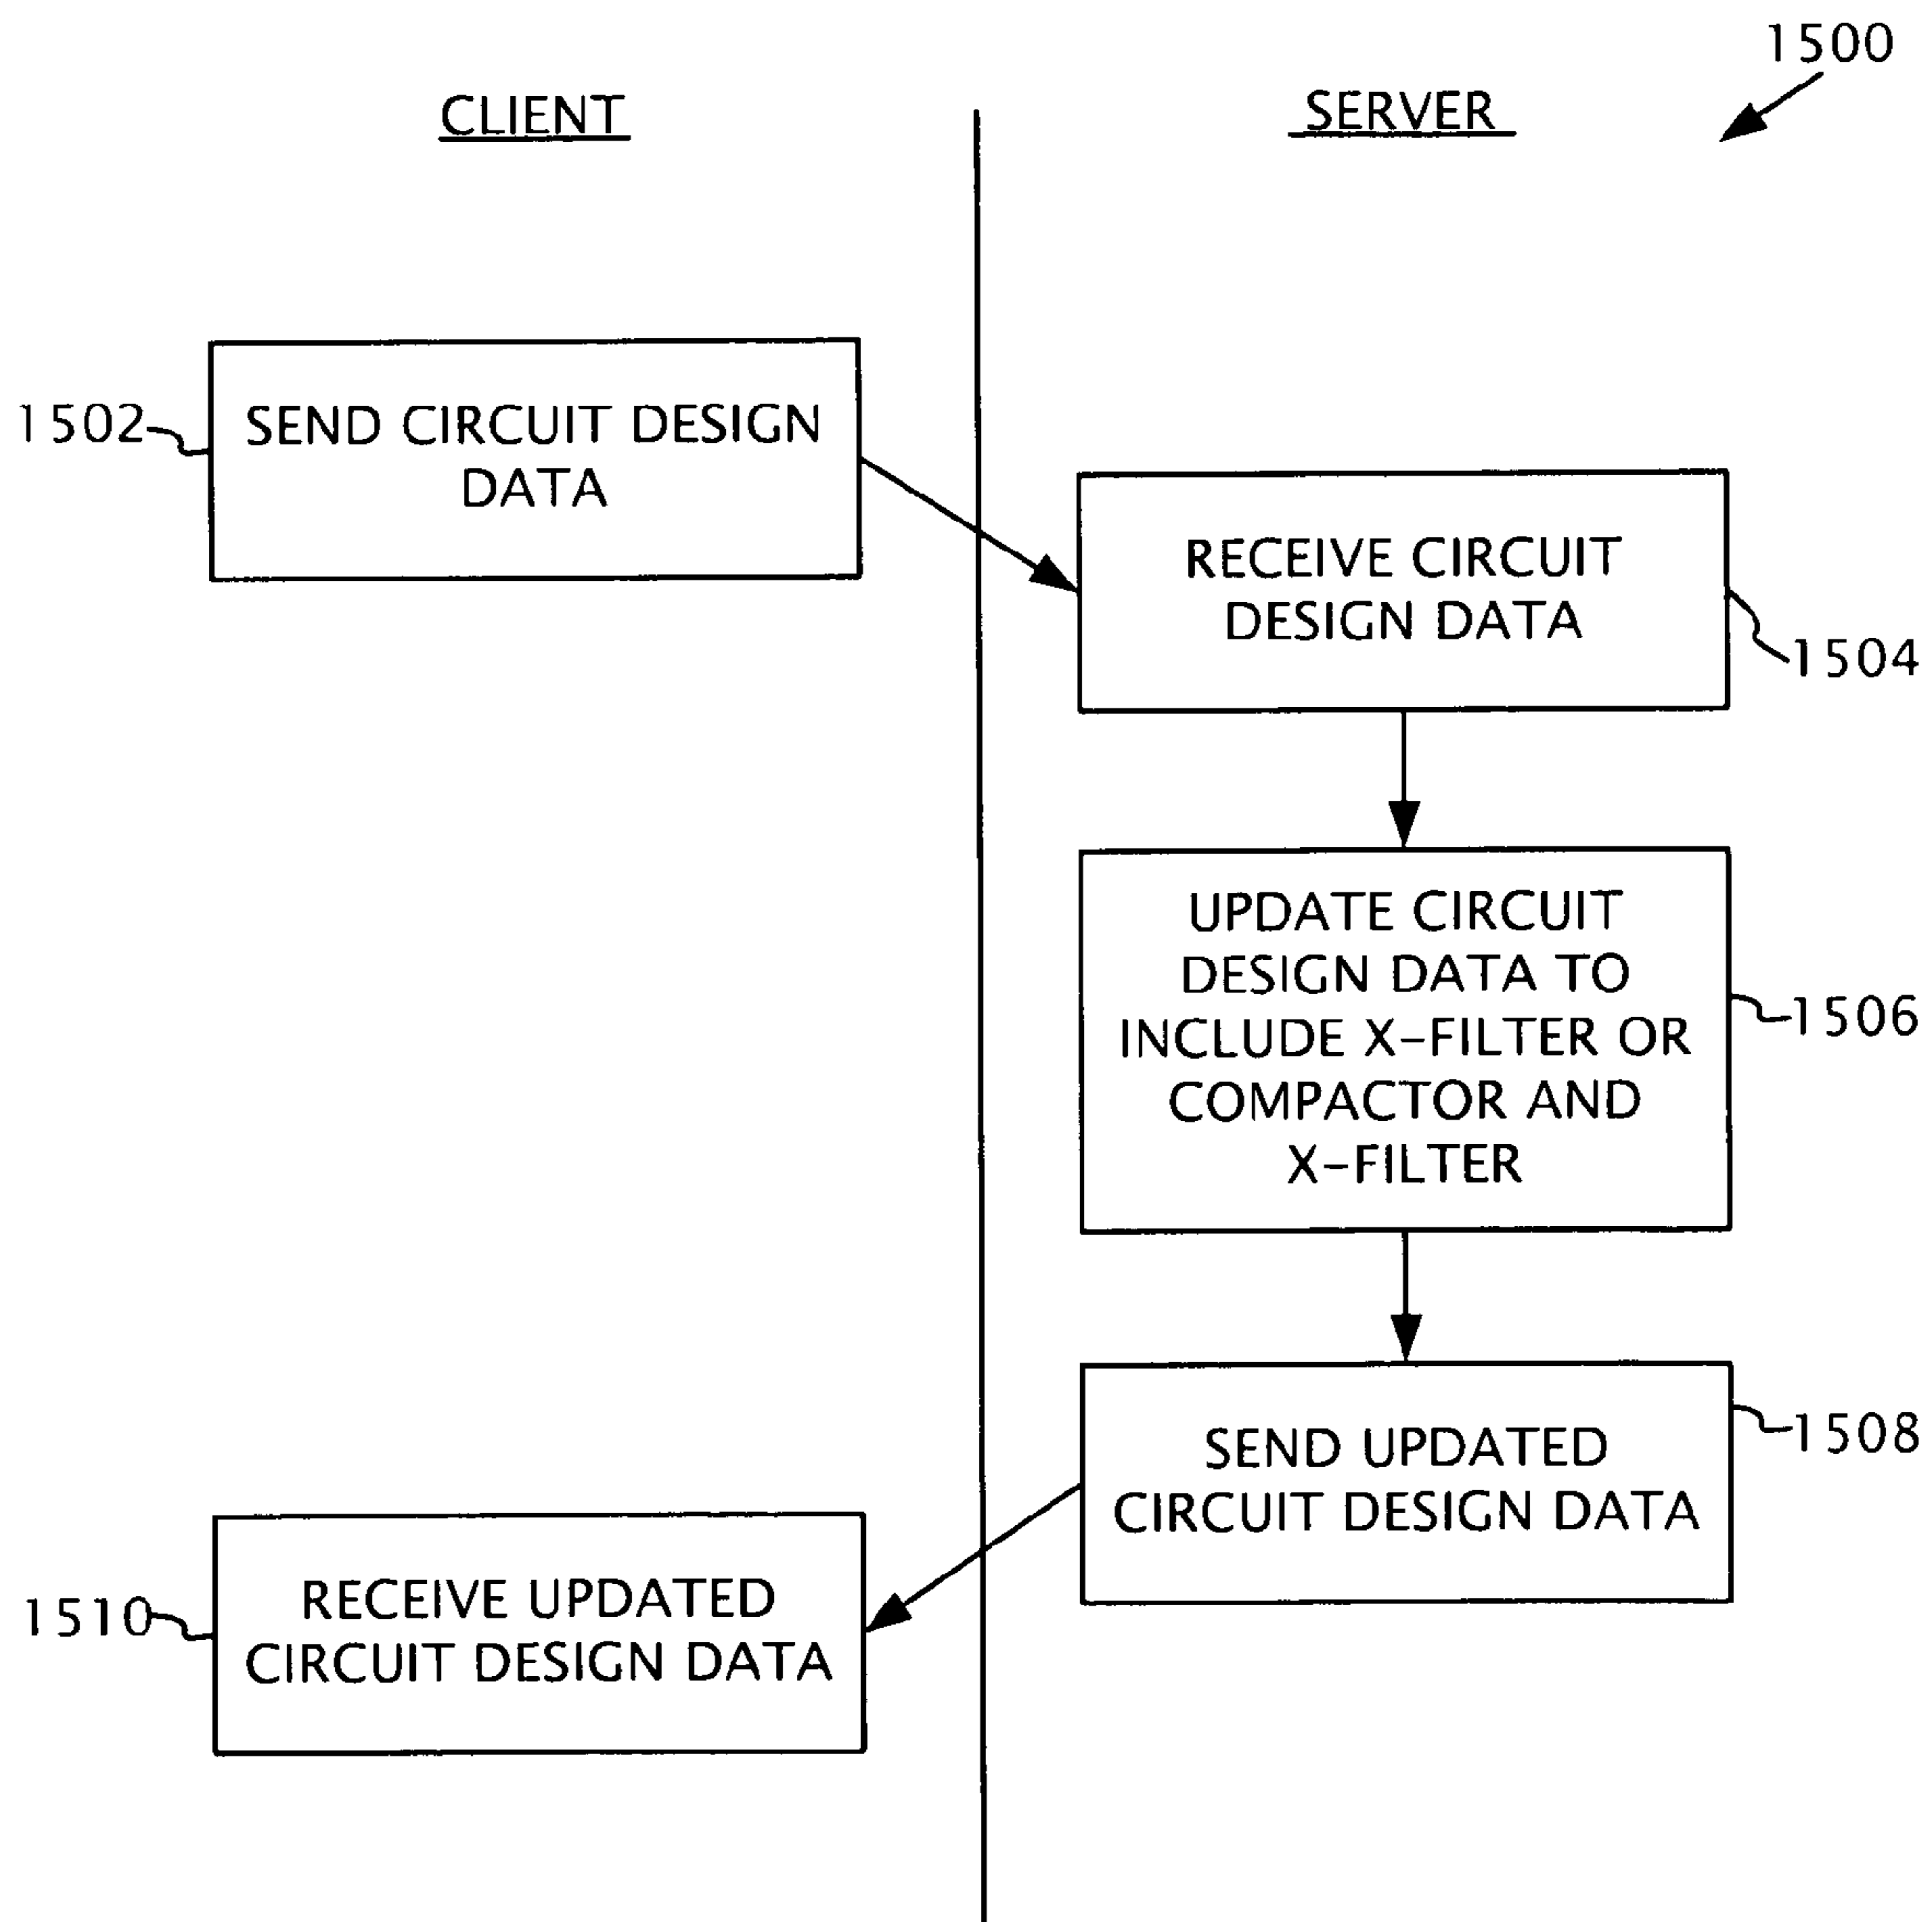 1500
CLIENT
SERVER
1502
SEND CIRCUIT DESIGN
DATA
RECEIVE CIRCUIT
DESIGN DATA
1504
UPDATE CIRCUIT
DESIGN DATA TO
INCLUDE X-FILTER OR
COMPACTOR AND
X-FILTER
1506
SEND UPDATED
CIRCUIT DESIGN DATA
1508
1510
RECEIVE UPDATED
CIRCUIT DESIGN DATA